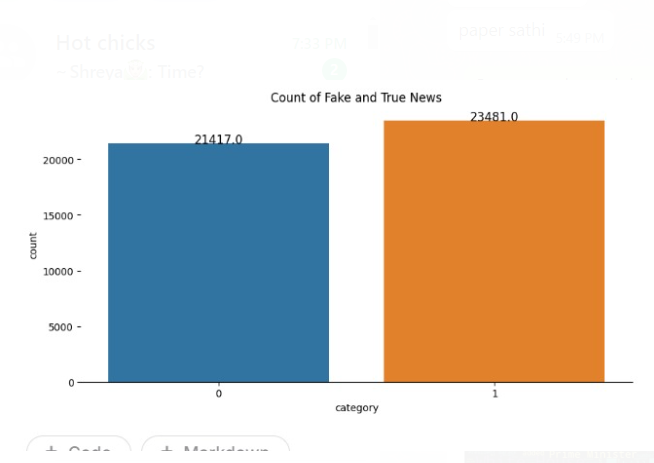 Hot chicks 7:11 PM
~ Shreya Time? 2
paper sathi
Count of Fake and True News
21417.0
23481.0
20000
15000
10000
5000
0
count
0 1
category
+ Code + Markdown